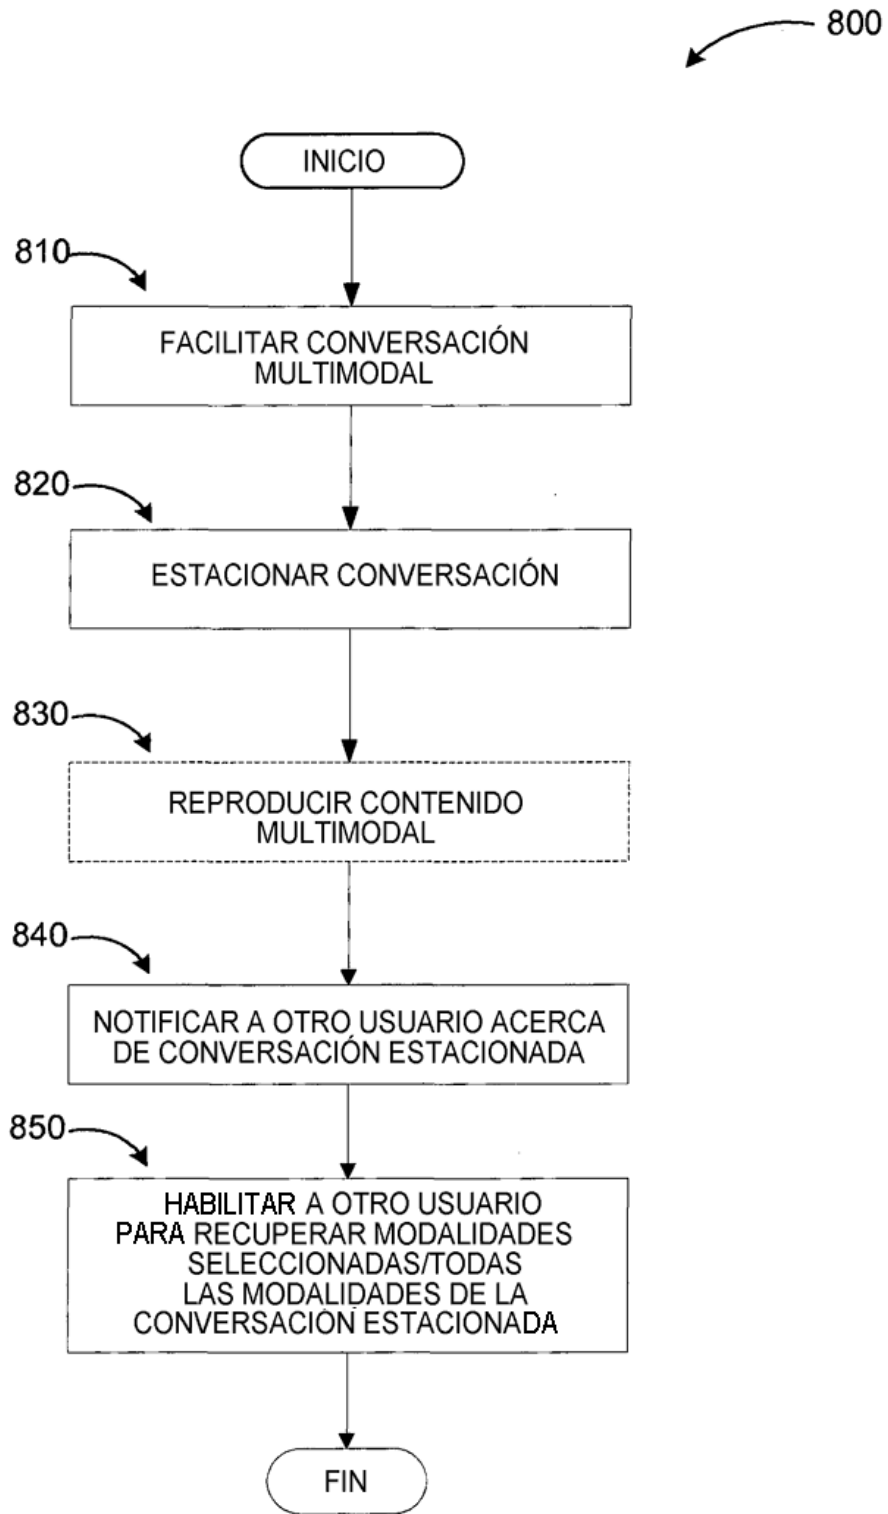 800
INICIO
810
FACILITAR CONVERSACIÓN
MULTIMODAL
820
ESTACIONAR CONVERSACIÓN
830
REPRODUCIR CONTENIDO
MULTIMODAL
840
NOTIFICAR A OTRO USUARIO ACERCA
DE CONVERSACIÓN ESTACIONADA
850
HABILITAR A OTRO USUARIO
PARA RECUPERAR MODALIDADES
SELECCIONADAS/TODAS
LAS MODALIDADES DE LA
CONVERSACIÓN ESTACIONADA
FIN